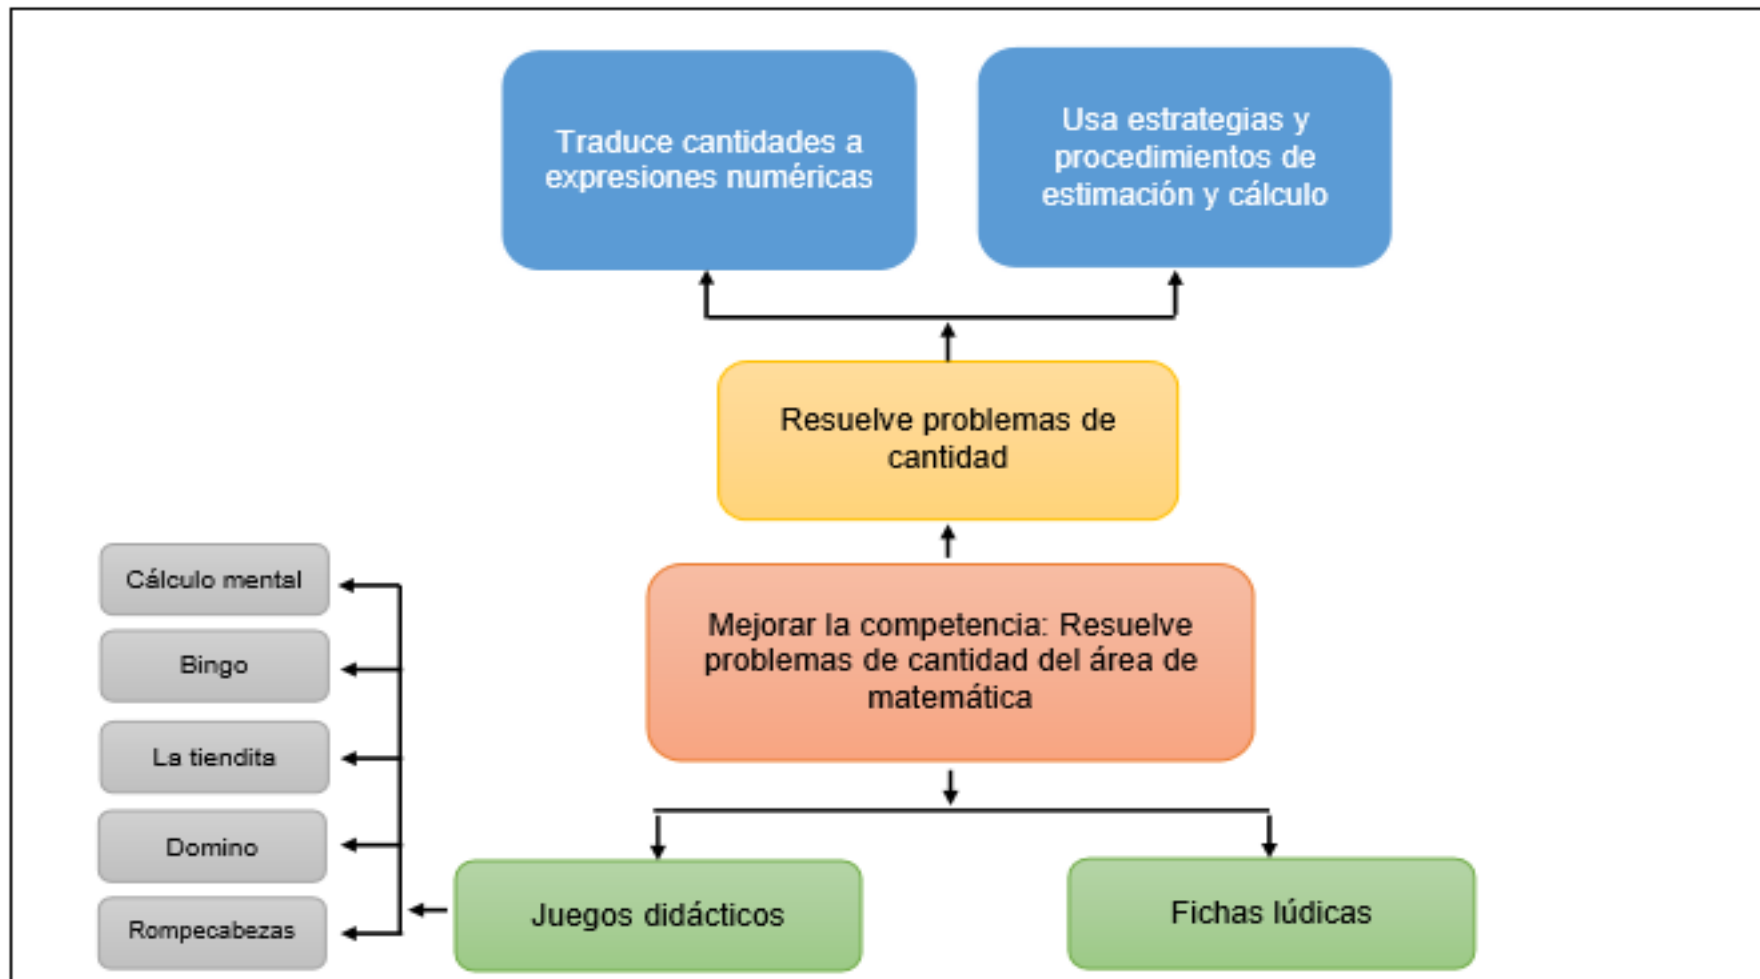 Traduce cantidades a
expresiones numéricas
Usa estrategias y
procedimientos de
estimación y cálculo
Resuelve problemas de
cantidad
Mejorar la competencia: Resuelve
problemas de cantidad del área de
matemática
Cálculo mental
Bingo
La tiendita
Domino
Rompecabezas
Juegos didácticos
Fichas lúdicas